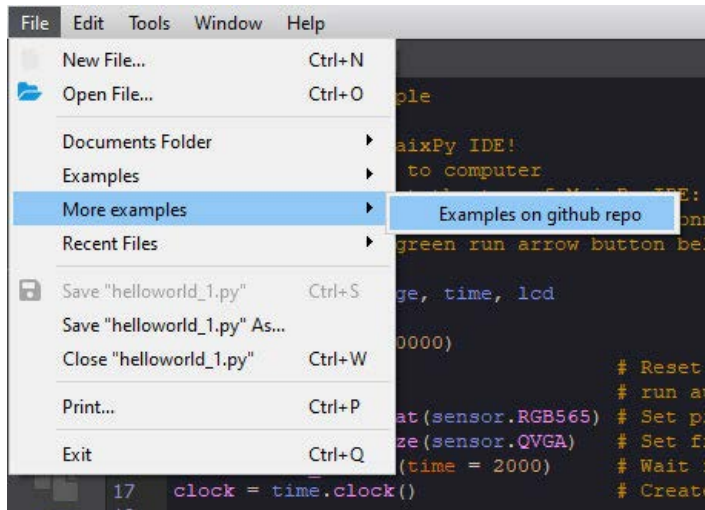 File Edit Tools Window Help
New File... Ctrl+N
Open File... Ctrl+O
Documents Folder
Examples
More examples
Examples on github repo
Recent Files
Save "helloworld_1.py" Ctrl+S
Save "helloworld_1.py" As...
Close "helloworld_1.py" Ctrl+W
Print... Ctrl+P
Exit Ctrl+Q
ple
aixPy IDE!
to computer
green run arrow button be
ge, time, lcd
0000)
# Reset
# run a
at(sensor.RGB565) # Set p
ze(sensor.QVGA) # Set f
(time = 2000) # Wait
17 clock = time.clock() # Creat